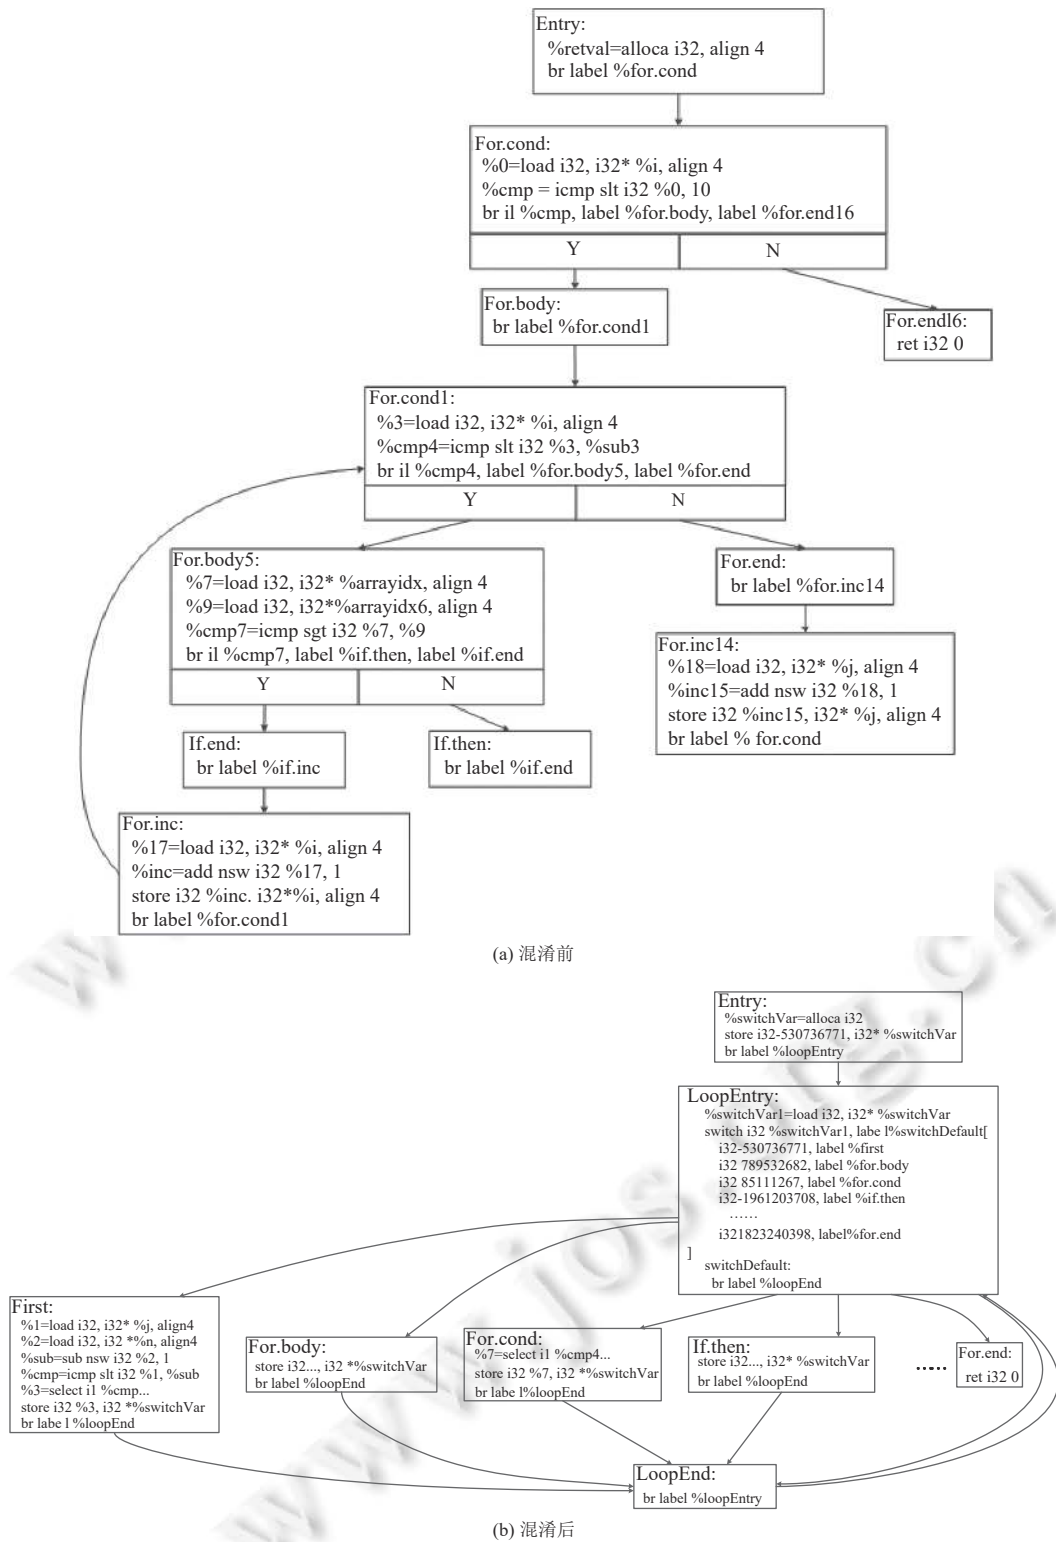 Entry:
%retval=alloca i32, align 4
br label %for.cond
For.cond:
%0=load i32, i32* %i, align 4
%cmp = icmp slt i32 %0, 10
br il %cmp, label %for.body, label %for.end16
Y
N
For.body:
br label %for.cond1
For.endl6:
ret i32 0
For.cond1:
%3=load i32, i32* %i, align 4
%cmp4=icmp slt i32 %3, %sub3
br il %cmp4, label %for.body5, label %for.end
Y
N
For.body5:
%7=load i32, i32* %arrayidx, align 4
%9=load i32, i32*%arrayidx6, align 4
%cmp7=icmp sgt i32 %7, %9
br il %cmp7, label %if.then, label %if.end
Y
N
For.end:
br label %for.inc14
For.inc14:
%18=load i32, i32* %j, align 4
%inc15=add nsw i32 %18, 1
store i32 %inc15, i32* %j, align 4
br label % for.cond
If.end:
br label %if.inc
If.then:
br label %if.end
For.inc:
%17=load i32, i32* %i, align 4
%inc=add nsw i32 %17, 1
store i32 %inc. i32*%i, align 4
br label %for.cond1
(a) 混淆前
Entry:
%switchVar=alloca i32
store i32-530736771, i32* %switchVar
br label %loopEntry
LoopEntry:
%switchVar1=load i32, i32* %switchVar
switch i32 %switchVar1, labe l%switchDefault[
i32-530736771, label %first
i32 789532682, label %for.body
i32 85111267, label %for.cond
i32-1961203708, label %if.then
……
i321823240398, label%for.end
]
switchDefault:
br label %loopEnd
First:
%1=load i32, i32* %j, align4
%2=load i32, i32 *%n, align4
%sub=sub nsw i32 %2, 1
%cmp=icmp slt i32 %1, %sub
%3=select i1 %cmp...
store i32 %3, i32 *%switchVar
br labe l %loopEnd
For.body:
store i32..., i32 *%switchVar
br label %loopEnd
For.cond:
%7=select i1 %cmp4...
store i32 %7, i32 *%switchVar
br labe l%loopEnd
If.then:
store i32..., i32* %switchVar
br label %loopEnd
……
For.end:
ret i32 0
LoopEnd:
br label %loopEntry
(b) 混淆后
www.jos.org.cn